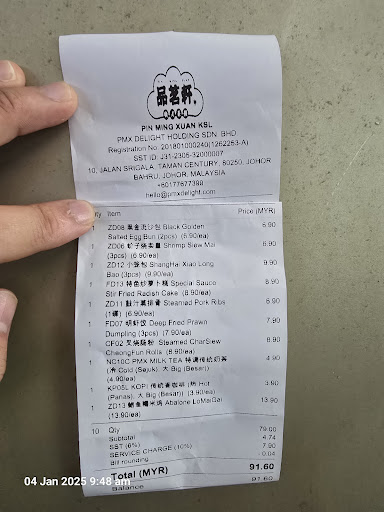 品茗軒
PIN MING XUAN KSL
PMX DELIGHT HOLDING SDN. BHD
Registration No. 201801000240(1262253-A)
SST ID. J31-2305-32000007
10, JALAN SRIGALA, TAMAN CENTURY, 80250, JOHOR
BAHRU, JOHOR, MALAYSIA
+60177677399
hello@pmxdelight.com
Qty Item Price (MYR)
1 ZD08 黑金流沙包 Black Golden 6.90
Salted Egg Bun (2pcs) (6.90/ea)
1 ZD06 虾子烧卖皇 Shrimp Siew Mai 6.90
(3pcs) (6.90/ea)
1 ZD12 小笼包 ShangHai Xiao Long 9.90
Bao (3pcs) (9.90/ea)
1 FD13 特色炒萝卜糕 Special Sauce 8.90
Stir Fried Radish Cake (8.90/ea)
1 ZD11 豉汁蒸排骨 Steamed Pork Ribs 6.90
(1碟) (6.90/ea)
1 FD07 明虾饺 Deep Fried Prawn 7.90
Dumpling (3pcs) (7.90/ea)
1 CF02 叉烧肠粉 Steamed CharSiew 8.90
CheongFun Rolls (8.90/ea)
1 NC10C PMX MILK TEA 特调传统奶茶 4.90
(冷 Cold (Sejuk), 大 Big (Besar))
(4.90/ea)
1 KP05L KOPI 传统香咖啡 (热 Hot 3.90
(Panas), 大 Big (Besar)) (3.90/ea)
1 ZD13 鲍鱼糯米鸡 Abalone LoMaiGai 13.90
(13.90/ea)
10 Qty
Subtotal 79.00
SST (6%) 4.74
SERVICE CHARGE (10%) 7.90
Bill rounding -0.04
Total (MYR) 91.60
Balance 91.60
04 Jan 2025 9:48 am